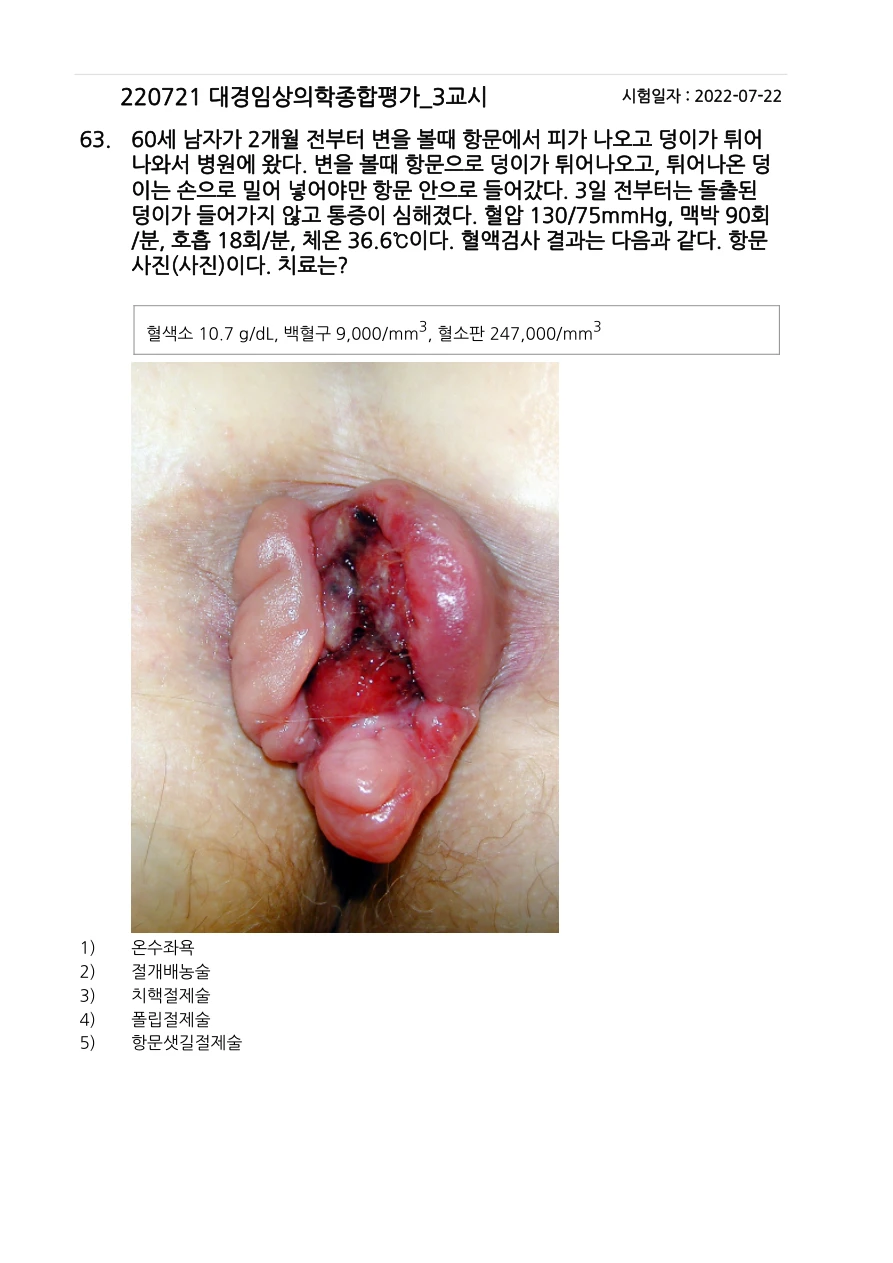 220721 대경임상의학종합평가_3교시
시험일자 : 2022-07-22
63. 60세 남자가 2개월 전부터 변을 볼때 항문에서 피가 나오고 덩이가 튀어
나와서 병원에 왔다. 변을 볼때 항문으로 덩이가 튀어나오고, 튀어나온 덩
이는 손으로 밀어 넣어야만 항문 안으로 들어갔다. 3일 전부터는 돌출된
덩이가 들어가지 않고 통증이 심해졌다. 혈압 130/75mmHg, 맥박 90회
/분, 호흡 18회/분, 체온 36.6℃이다. 혈액검사 결과는 다음과 같다. 항문
사진(사진)이다. 치료는?
혈색소 10.7 g/dL, 백혈구 9,000/mm³, 혈소판 247,000/mm³
1) 온수좌욕
2) 절개배농술
3) 치핵절제술
4) 폴립절제술
5) 항문샛길절제술